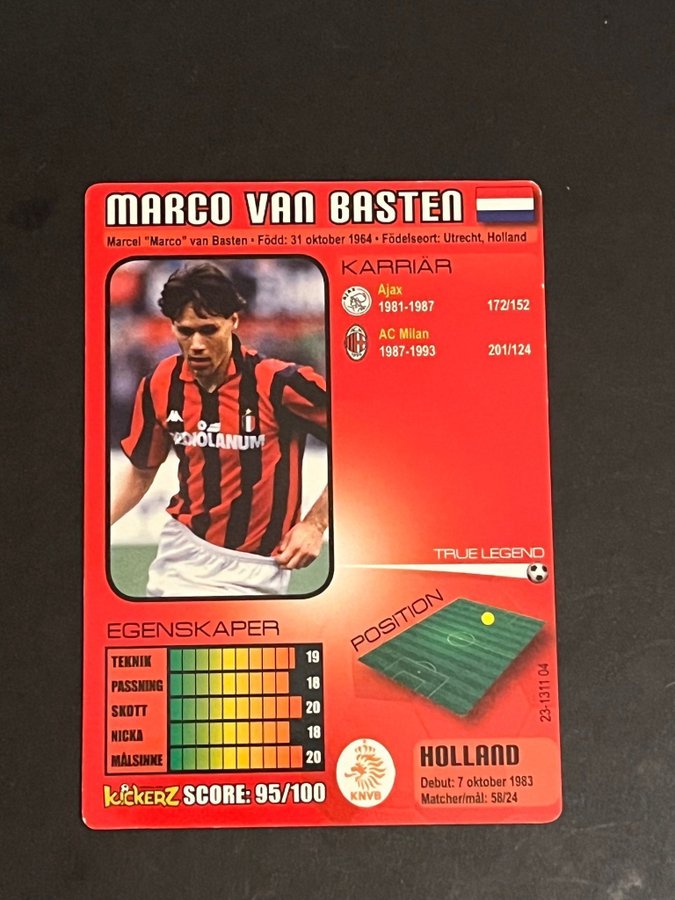 MARCO VAN BASTEN
Marcel "Marco" van Basten • Född: 31 oktober 1964 • Födelseort: Utrecht, Holland
KARRIÄR
Ajax
1981-1987 172/152
AC Milan
1987-1993 201/124
Kappa
DIOLANUM
TRUE LEGEND
POSITION
23-1311 04
EGENSKAPER
TEKNIK 19
PASSNING 18
SKOTT 20
NICKA 18
MÅLSINNE 20
KICKERZ SCORE: 95/100
KNVB
HOLLAND
Debut: 7 oktober 1983
Matcher/mål: 58/24